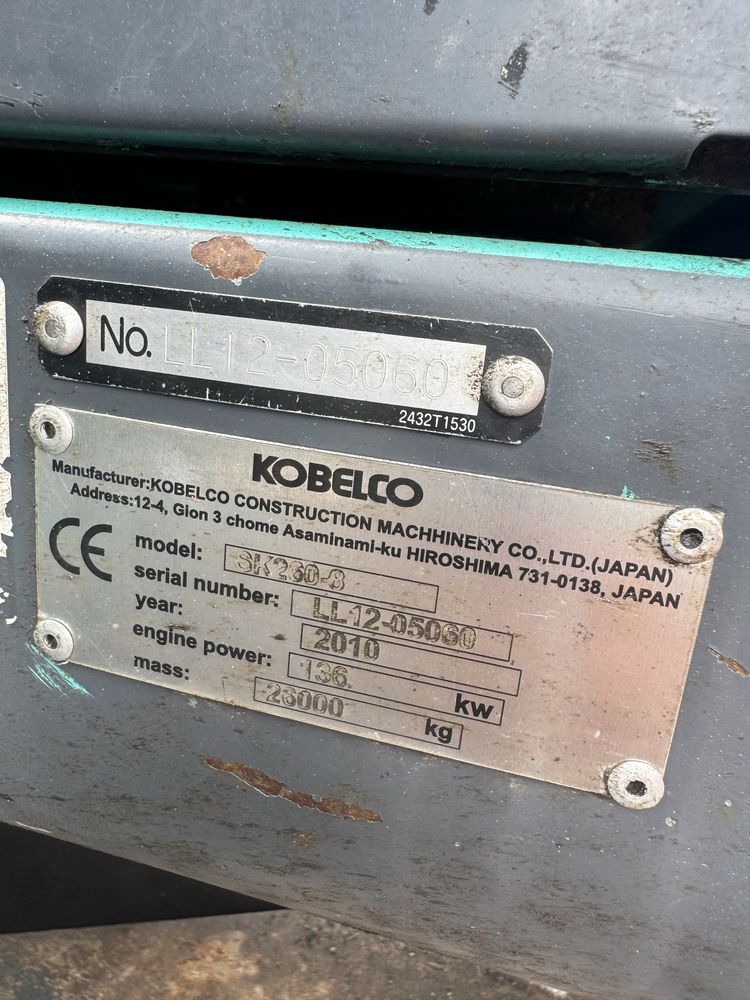 No. LL12-05060
2432T1530
KOBELCO
Manufacturer:KOBELCO CONSTRUCTION MACHHINERY CO.,LTD.(JAPAN)
Address:12-4, Gion 3 chome Asaminami-ku HIROSHIMA 731-0138, JAPAN
CE
model: SK260-8
serial number: LL12-05060
year: 2010
engine power: 136 kw
mass: 26000 kg